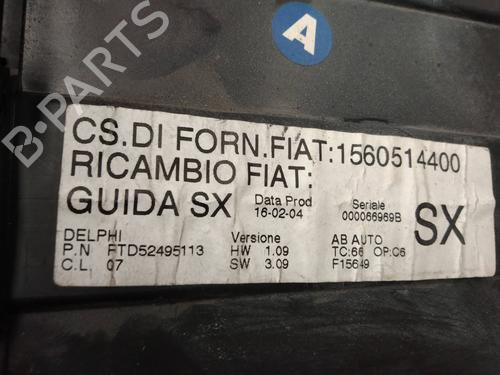 A
CS.DI FORN.FIAT:1560514400
RICAMBIO FIAT:
GUIDA SX Data Prod 16-02-04 Seriale 000066969B SX
DELPHI Versione AB AUTO
P.N FTD52495113 HW 1.09 TC:66 OP:C6
C.L 07 SW 3.09 F15649
B-PARTS